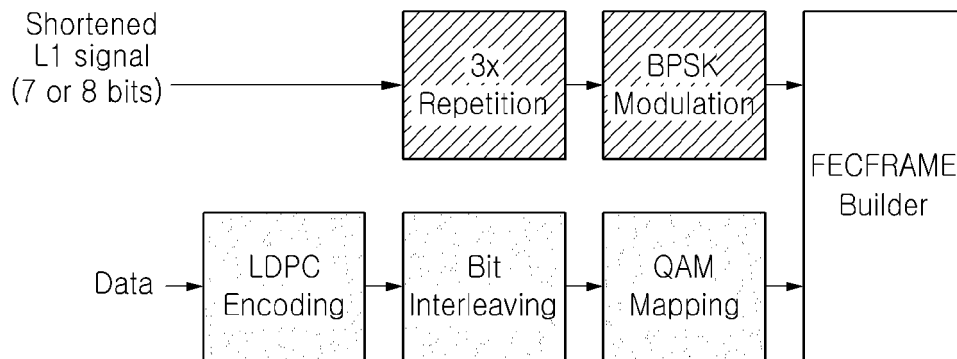 Shortened
L1 signal
(7 or 8 bits)
3x
Repetition
BPSK
Modulation
FECFRAME
Builder
Data
LDPC
Encoding
Bit
Interleaving
QAM
Mapping